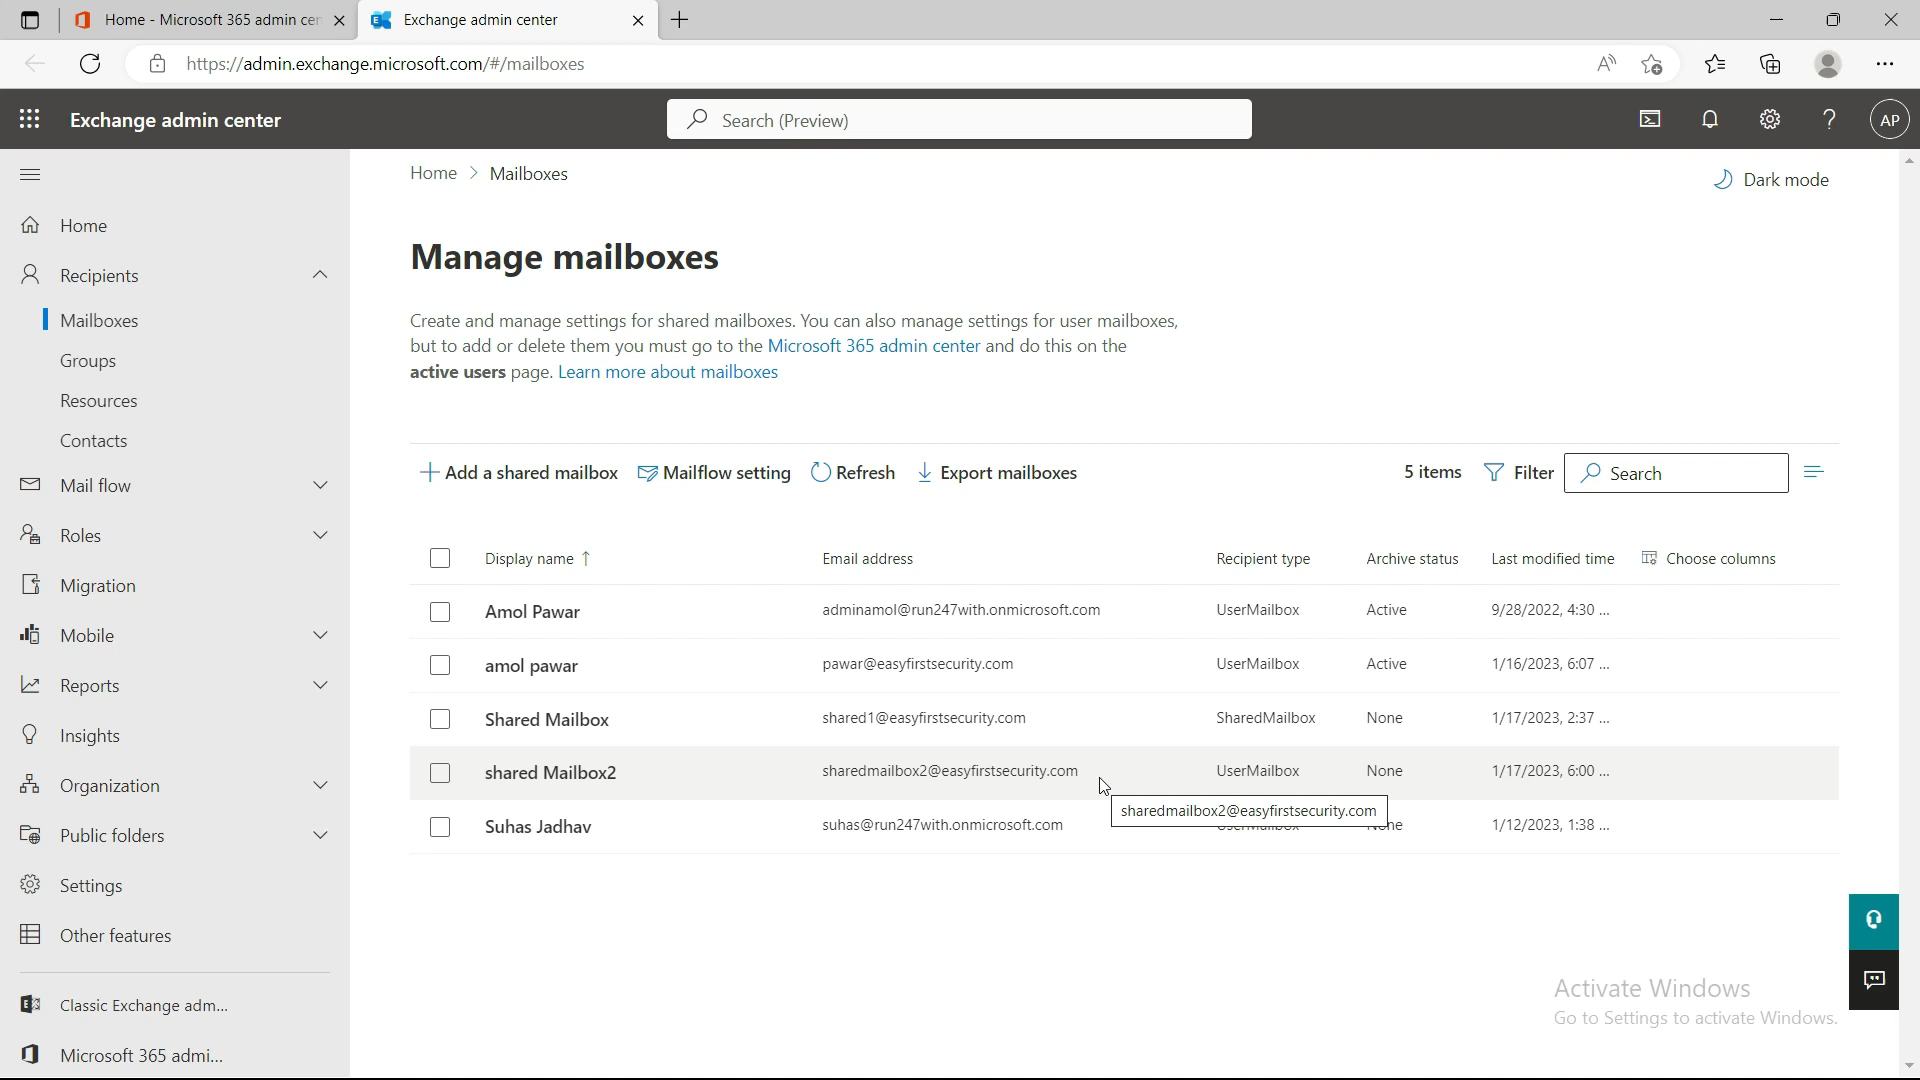 Home - Microsoft 365 admin cen
Exchange admin center
https://admin.exchange.microsoft.com/#/mailboxes
Exchange admin center
Search (Preview)
AP
Home > Mailboxes
Dark mode
Home
Recipients
Mailboxes
Groups
Resources
Contacts
Mail flow
Roles
Migration
Mobile
Reports
Insights
Organization
Public folders
Settings
Other features
Classic Exchange adm...
Microsoft 365 admi...
Manage mailboxes
Create and manage settings for shared mailboxes. You can also manage settings for user mailboxes,
but to add or delete them you must go to the Microsoft 365 admin center and do this on the
active users page. Learn more about mailboxes
Add a shared mailbox Mailflow setting Refresh Export mailboxes 5 items Filter Search
Display name ↑ Email address Recipient type Archive status Last modified time Choose columns
Amol Pawar adminamol@run247with.onmicrosoft.com UserMailbox Active 9/28/2022, 4:30 ...
amol pawar pawar@easyfirstsecurity.com UserMailbox Active 1/16/2023, 6:07 ...
Shared Mailbox shared1@easyfirstsecurity.com SharedMailbox None 1/17/2023, 2:37 ...
shared Mailbox2 sharedmailbox2@easyfirstsecurity.com UserMailbox None 1/17/2023, 6:00 ...
sharedmailbox2@easyfirstsecurity.com
Suhas Jadhav suhas@run247with.onmicrosoft.com UserMailbox None 1/12/2023, 1:38 ...
Activate Windows
Go to Settings to activate Windows.